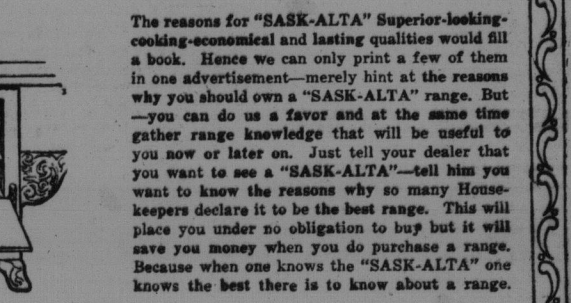 The reasons for "SASK-ALTA" Superior-looking-
cooking-economical and lasting qualities would fill
a book. Hence we can only print a few of them
in one advertisement—merely hint at the reasons
why you should own a "SASK-ALTA" range. But
—you can do us a favor and at the same time
gather range knowledge that will be useful to
you now or later on. Just tell your dealer that
you want to see a "SASK-ALTA"—tell him you
want to know the reasons why so many House-
keepers declare it to be the best range. This will
place you under no obligation to buy but it will
save you money when you do purchase a range.
Because when one knows the "SASK-ALTA" one
knows the best there is to know about a range.